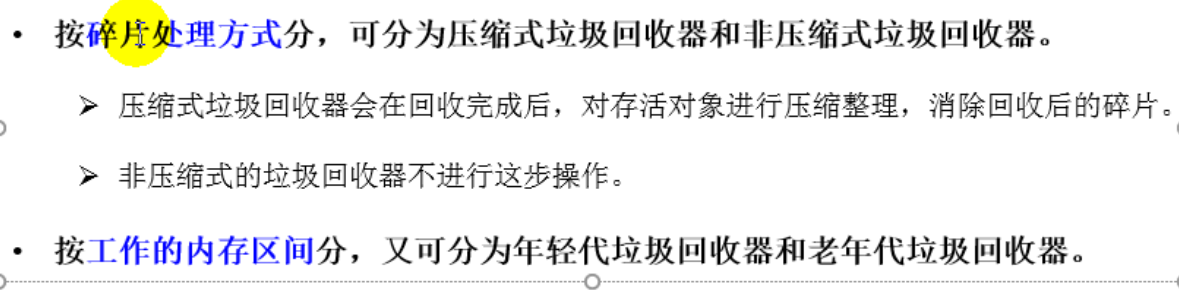 • 按碎片处理方式分，可分为压缩式垃圾回收器和非压缩式垃圾回收器。
➢ 压缩式垃圾回收器会在回收完成后，对存活对象进行压缩整理，消除回收后的碎片。
➢ 非压缩式的垃圾回收器不进行这步操作。
• 按工作的内存区间分，又可分为年轻代垃圾回收器和老年代垃圾回收器。